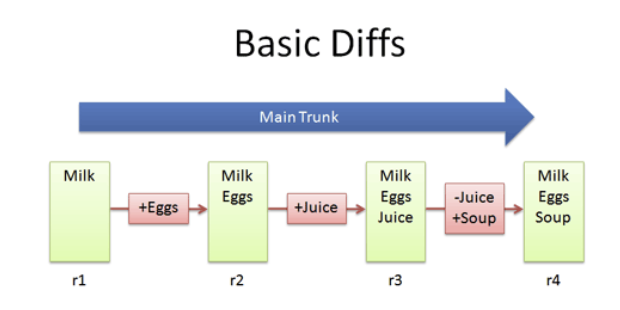 Basic Diffs
Main Trunk
Milk
+Eggs
Milk
Eggs
+Juice
Milk
Eggs
Juice
-Juice
+Soup
Milk
Eggs
Soup
r1
r2
r3
r4